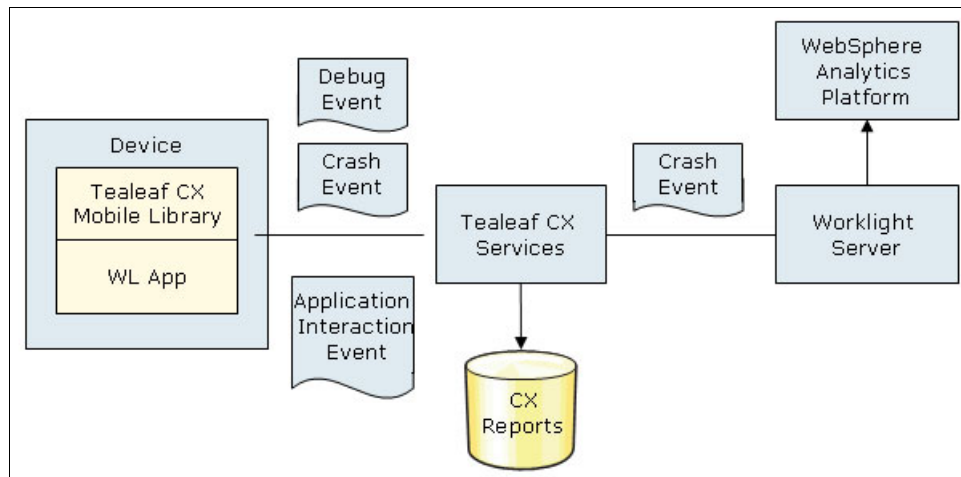 Device
Tealeaf CX
Mobile Library
WL App
Debug
Event
Crash
Event
Application
Interaction
Event
Tealeaf CX
Services
CX
Reports
Crash
Event
WebSphere
Analytics
Platform
Worklight
Server